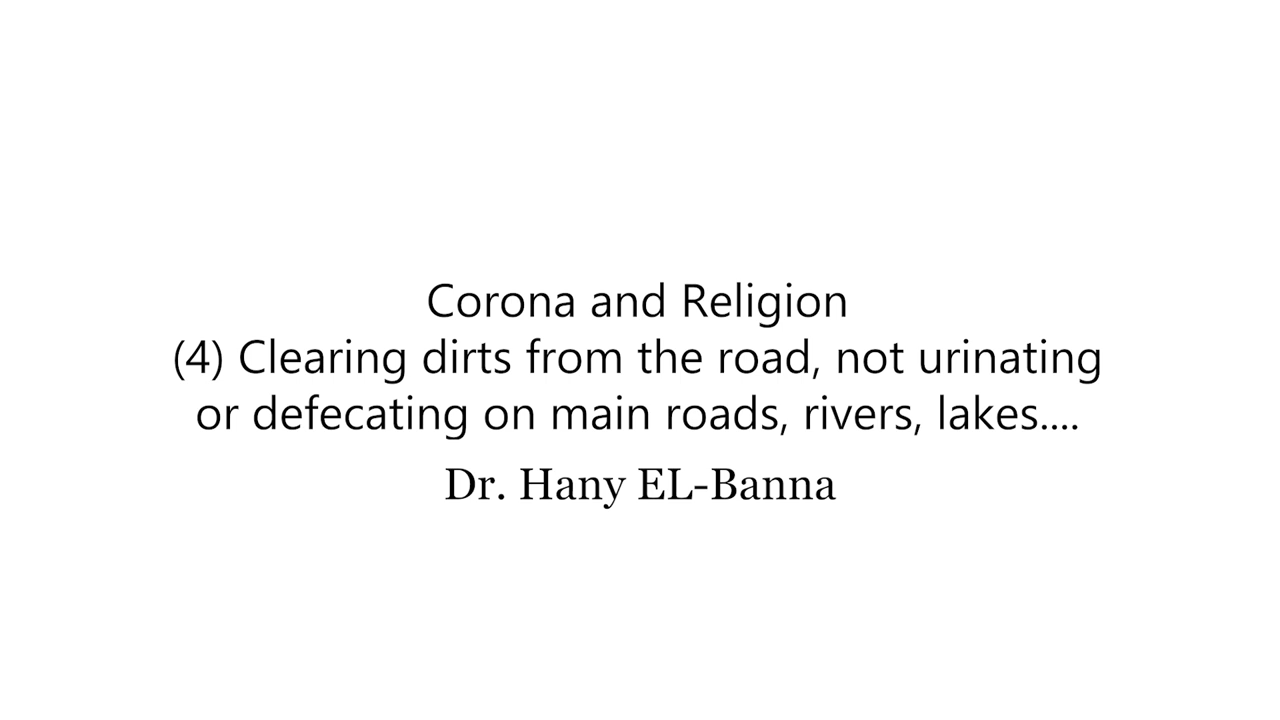 Corona and Religion
(4) Clearing dirts from the road, not urinating
or defecating on main roads, rivers, lakes....
Dr. Hany EL-Banna